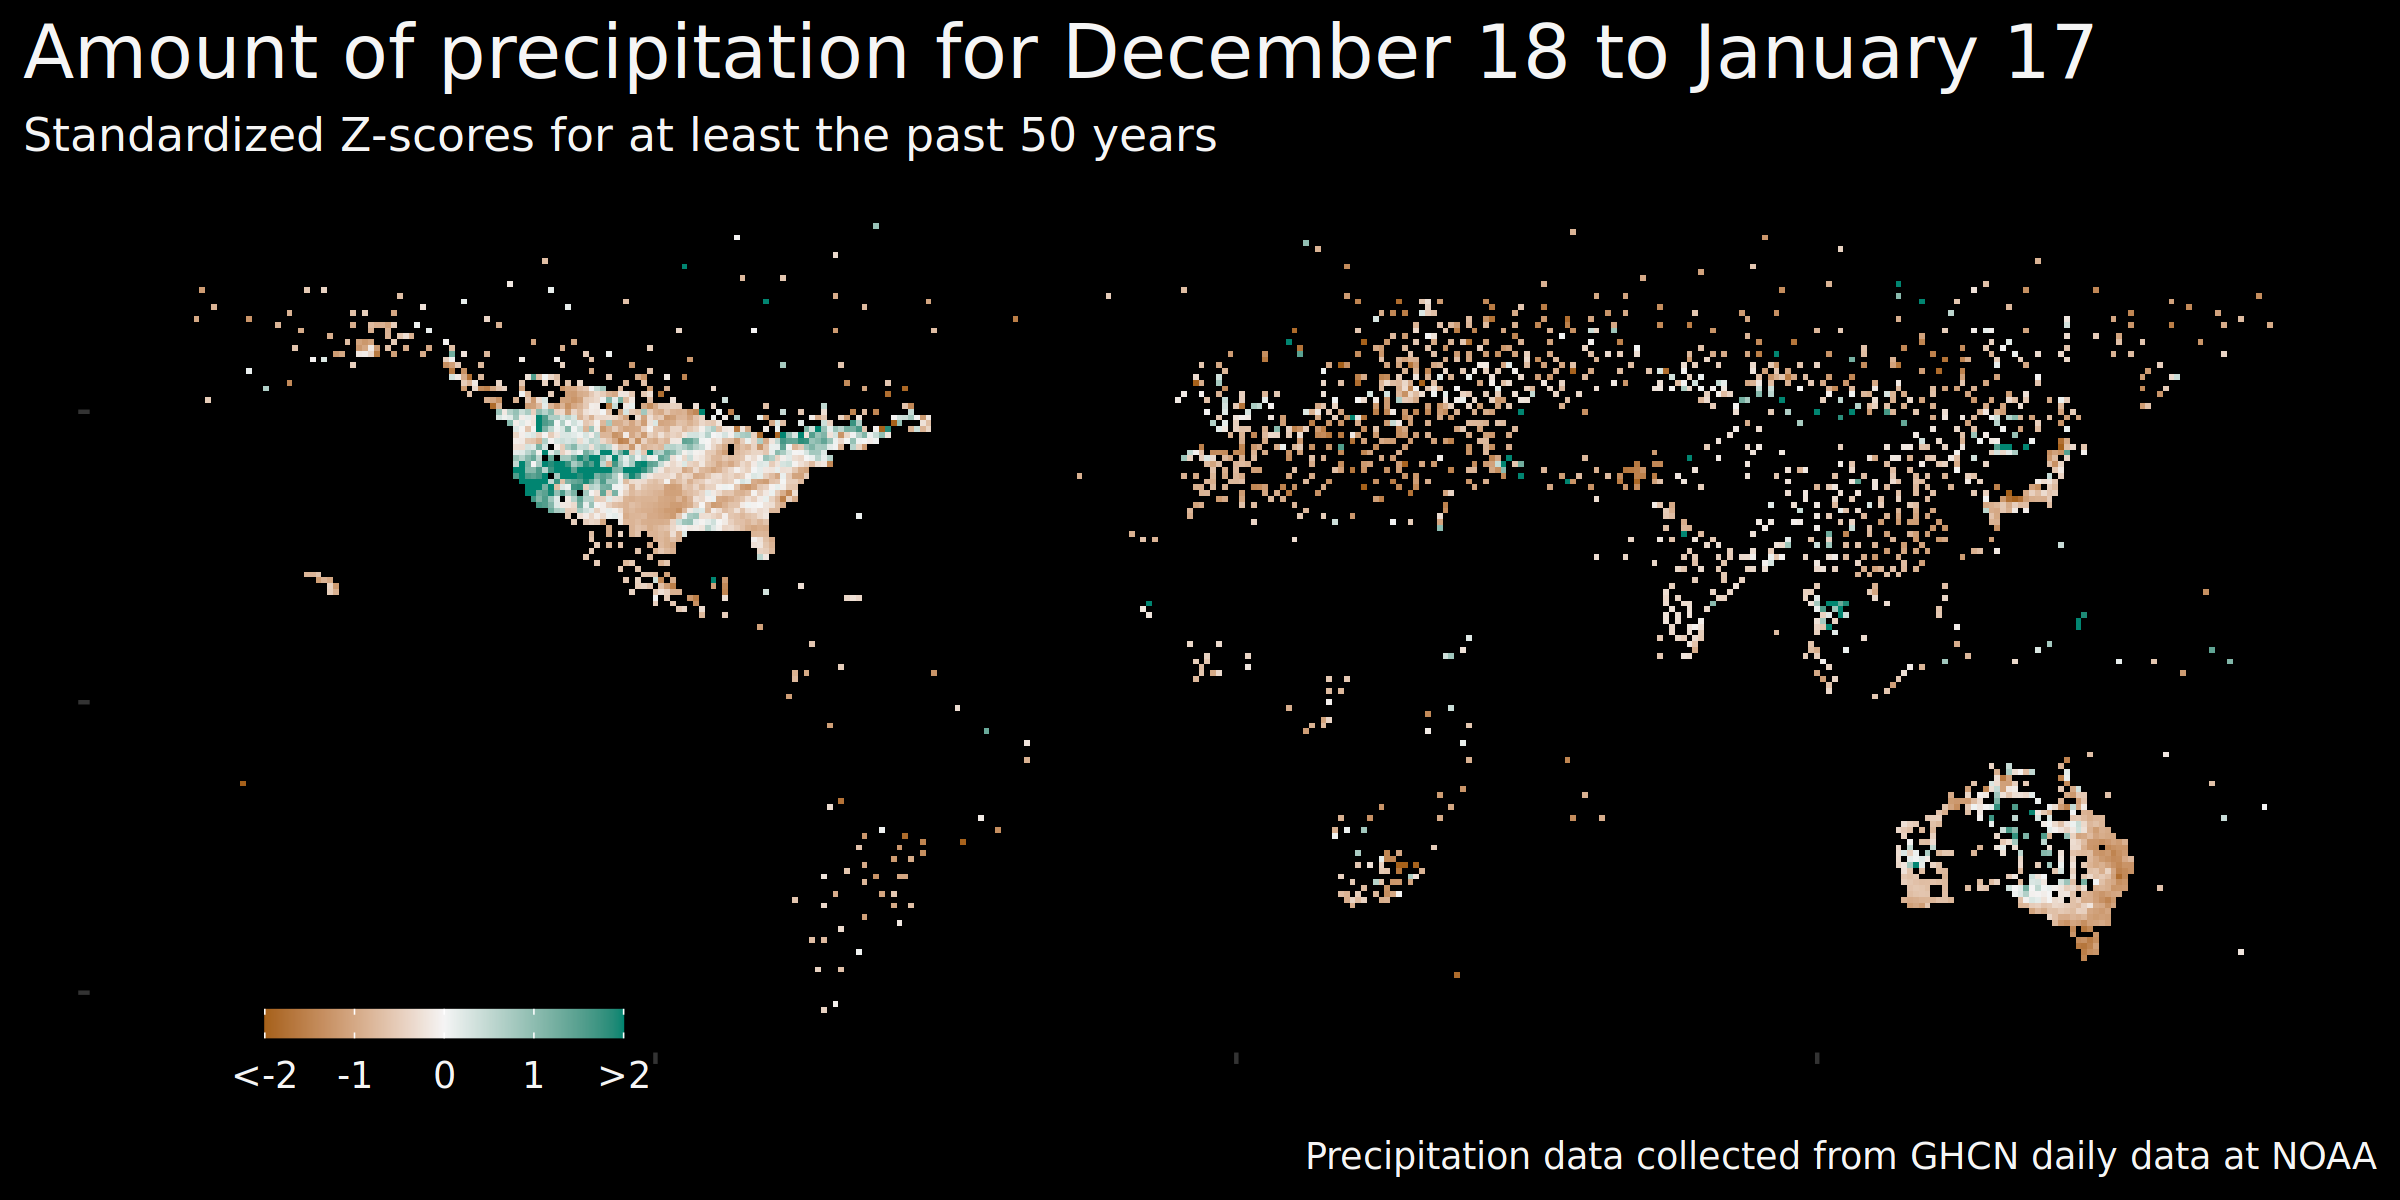 Amount of precipitation for December 18 to January 17
Standardized Z-scores for at least the past 50 years
<-2 -1 0 1 >2
Precipitation data collected from GHCN daily data at NOAA